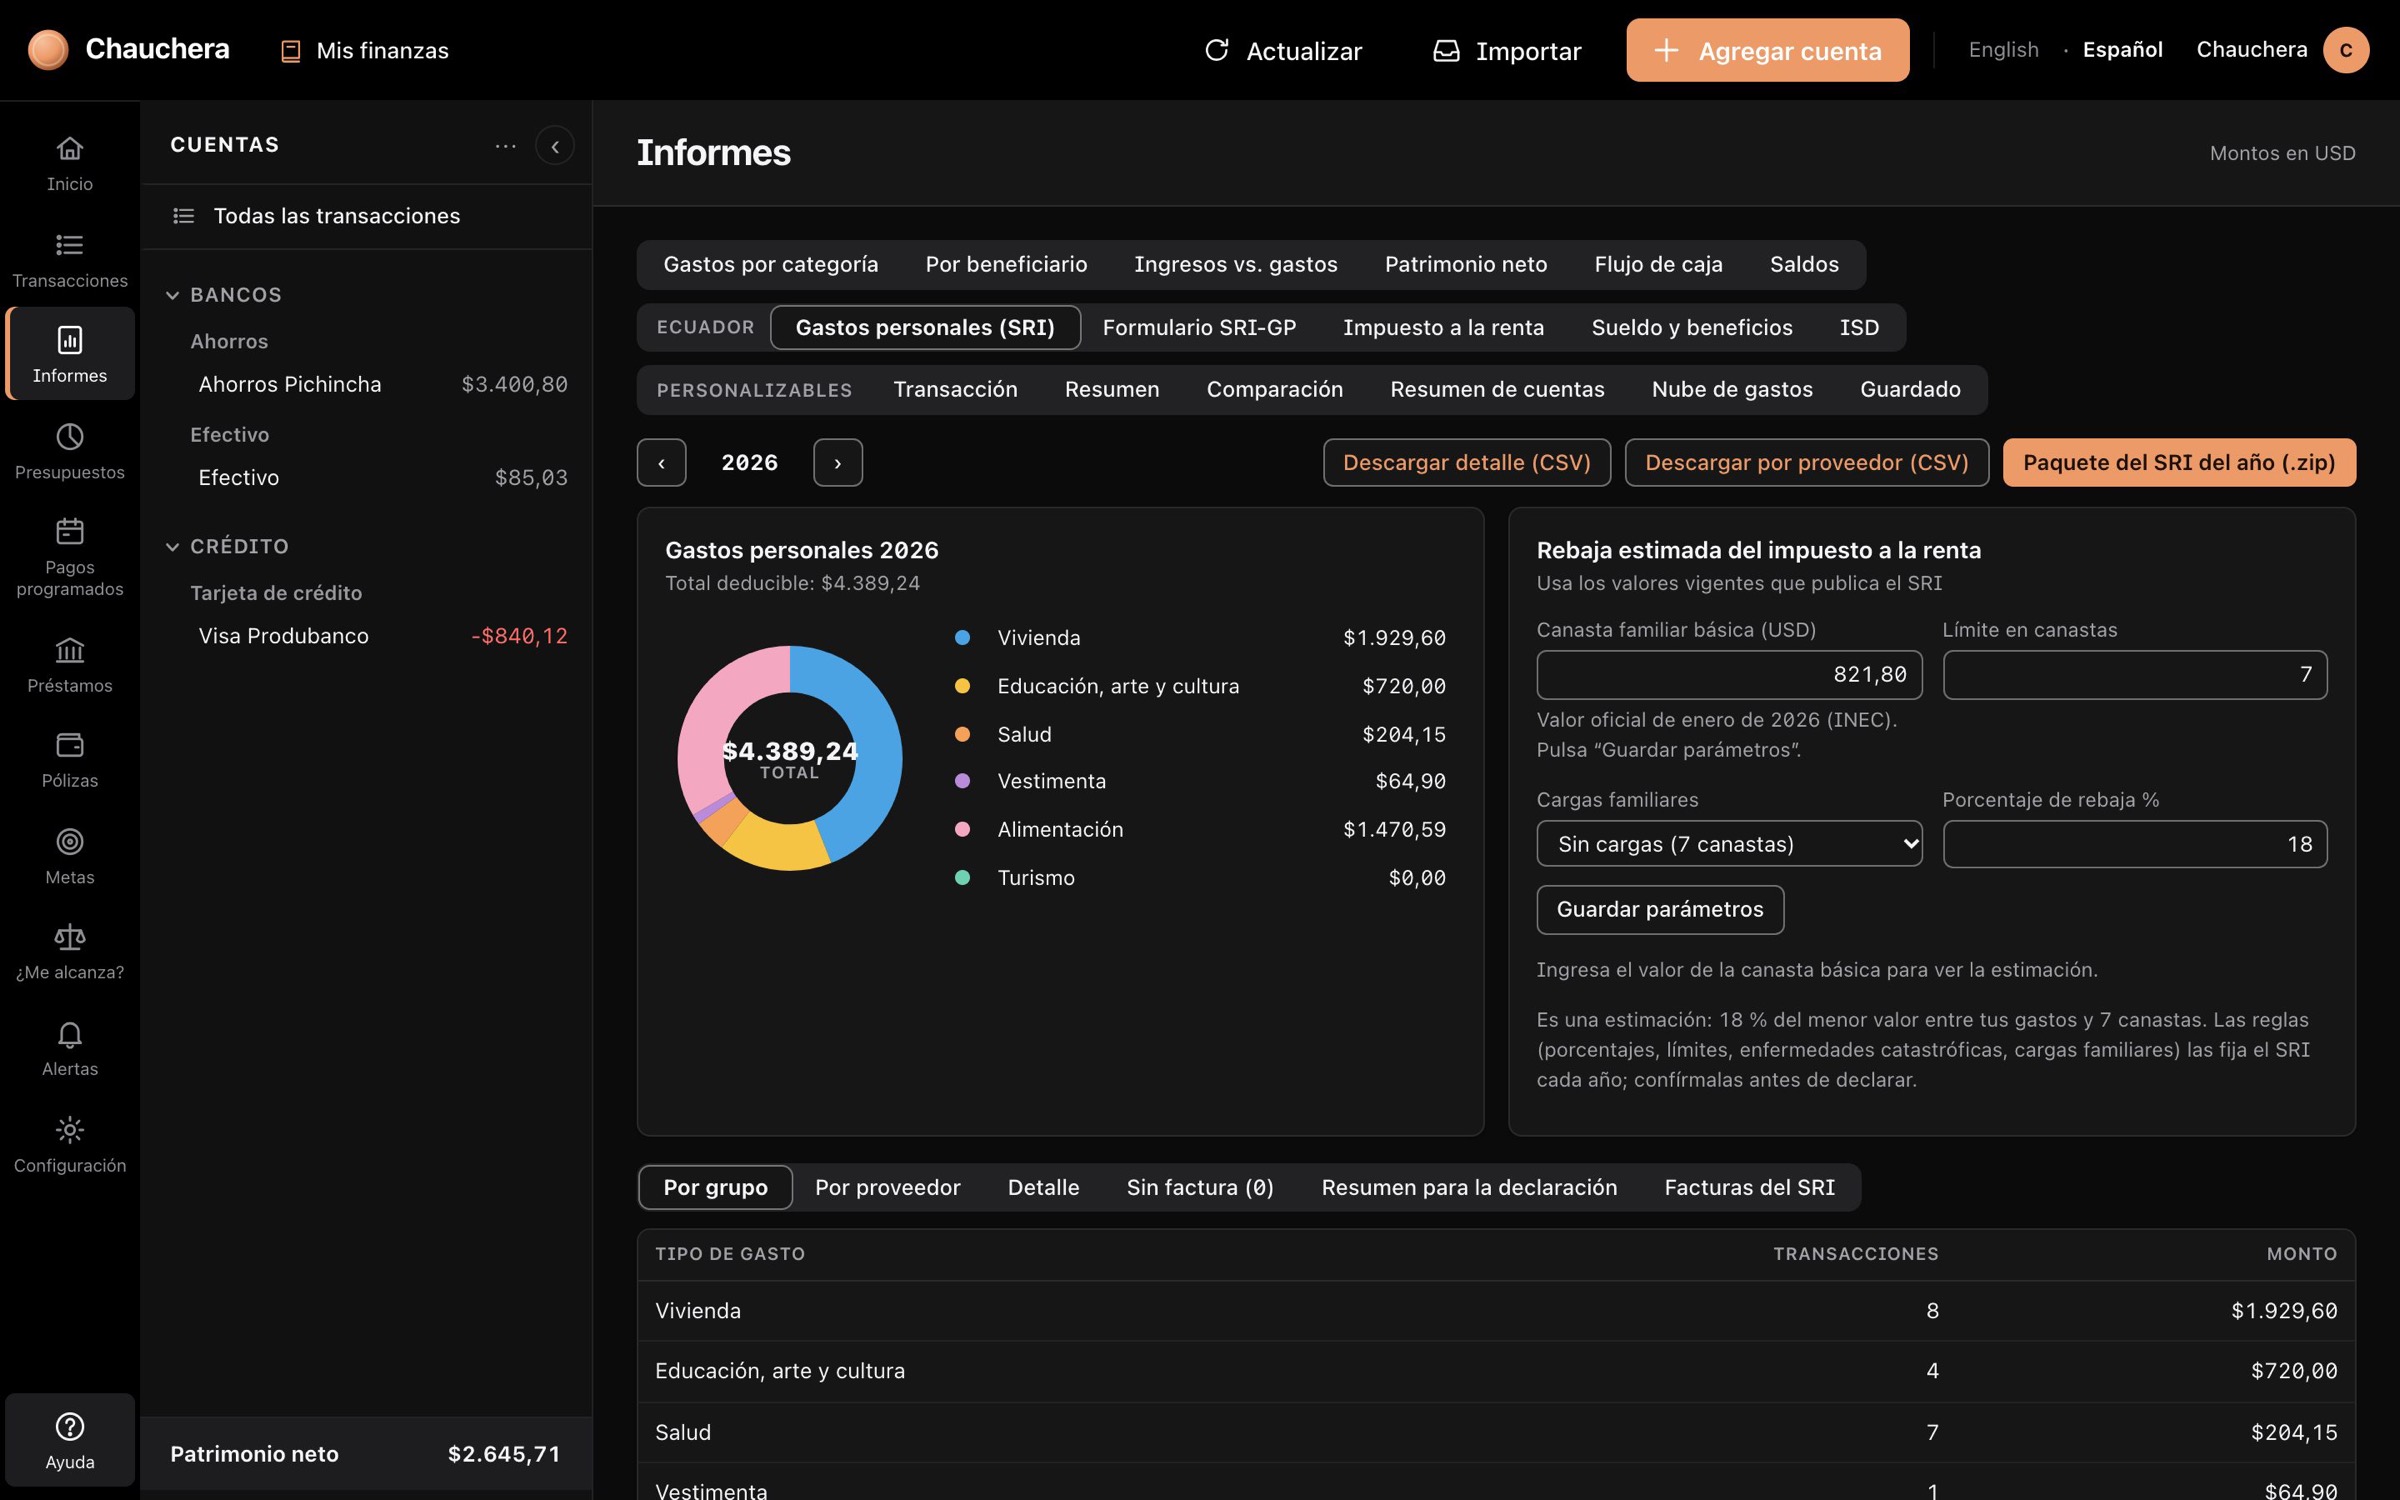 Chauchera
Mis finanzas
Actualizar
Importar
Agregar cuenta
English · Español
Chauchera
C
Inicio
Transacciones
Informes
Presupuestos
Pagos
programados
Préstamos
Pólizas
Metas
¿Me alcanza?
Alertas
Configuración
Ayuda
CUENTAS
Todas las transacciones
BANCOS
Ahorros
Ahorros Pichincha $3.400,80
Efectivo
Efectivo $85,03
CRÉDITO
Tarjeta de crédito
Visa Produbanco -$840,12
Patrimonio neto $2.645,71
Informes
Montos en USD
Gastos por categoría Por beneficiario Ingresos vs. gastos Patrimonio neto Flujo de caja Saldos
ECUADOR Gastos personales (SRI) Formulario SRI-GP Impuesto a la renta Sueldo y beneficios ISD
PERSONALIZABLES Transacción Resumen Comparación Resumen de cuentas Nube de gastos Guardado
‹ 2026 ›
Descargar detalle (CSV) Descargar por proveedor (CSV) Paquete del SRI del año (.zip)
Gastos personales 2026
Total deducible: $4.389,24
$4.389,24
TOTAL
Vivienda $1.929,60
Educación, arte y cultura $720,00
Salud $204,15
Vestimenta $64,90
Alimentación $1.470,59
Turismo $0,00
Rebaja estimada del impuesto a la renta
Usa los valores vigentes que publica el SRI
Canasta familiar básica (USD) Límite en canastas
821,80 7
Valor oficial de enero de 2026 (INEC).
Pulsa “Guardar parámetros”.
Cargas familiares Porcentaje de rebaja %
Sin cargas (7 canastas) 18
Guardar parámetros
Ingresa el valor de la canasta básica para ver la estimación.
Es una estimación: 18 % del menor valor entre tus gastos y 7 canastas. Las reglas
(porcentajes, límites, enfermedades catastróficas, cargas familiares) las fija el SRI
cada año; confírmalas antes de declarar.
Por grupo Por proveedor Detalle Sin factura (0) Resumen para la declaración Facturas del SRI
TIPO DE GASTO TRANSACCIONES MONTO
Vivienda 8 $1.929,60
Educación, arte y cultura 4 $720,00
Salud 7 $204,15
Vestimenta 1 $64,90